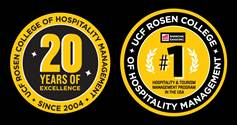 UCF ROSEN COLLEGE OF HOSPITALITY MANAGEMENT
20
YEARS OF
EXCELLENCE
• SINCE 2004 •
UCF ROSEN COLLEGE
#1
HOSPITALITY & TOURISM
MANAGEMENT PROGRAM
IN THE USA
OF HOSPITALITY MANAGEMENT